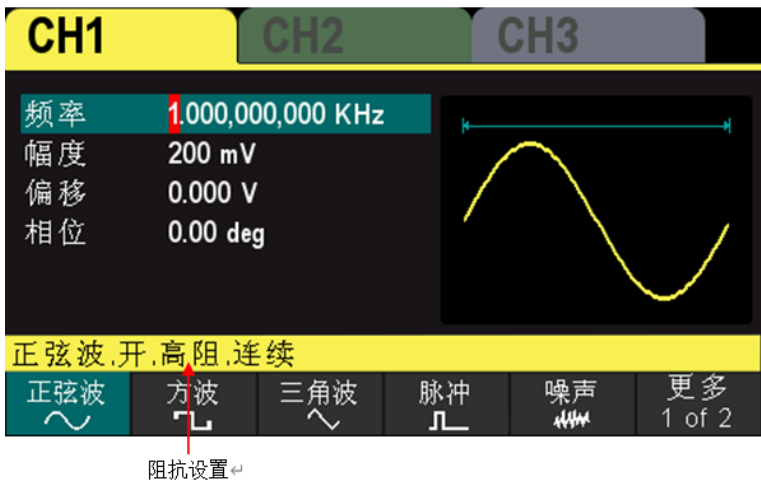 CH1 CH2 CH3
频率 1.000,000,000 KHz
幅度 200 mV
偏移 0.000 V
相位 0.00 deg
正弦波,开,高阻,连续
正弦波 方波 三角波 脉冲 噪声 更多
1 of 2
阻抗设置↵